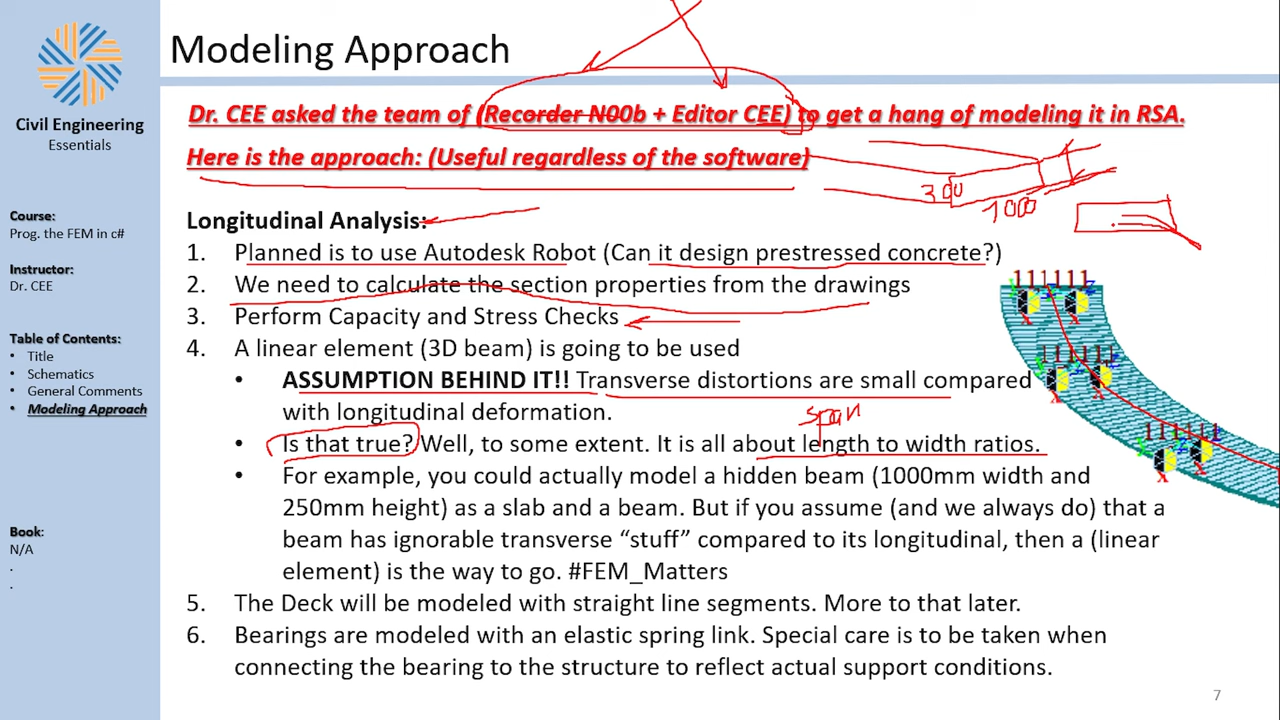 Modeling Approach
Civil Engineering
Essentials
Course:
Prog. the FEM in c#
Instructor:
Dr. CEE
Table of Contents:
• Title
• Schematics
• General Comments
• Modeling Approach
Book:
N/A
.
.
Dr. CEE asked the team of (Recorder N00b + Editor CEE) to get a hang of modeling it in RSA.
Here is the approach: (Useful regardless of the software)
300
1000
Longitudinal Analysis:
1. Planned is to use Autodesk Robot (Can it design prestressed concrete?)
2. We need to calculate the section properties from the drawings
3. Perform Capacity and Stress Checks
4. A linear element (3D beam) is going to be used
• ASSUMPTION BEHIND IT!! Transverse distortions are small compared
with longitudinal deformation.
span
• Is that true? Well, to some extent. It is all about length to width ratios.
• For example, you could actually model a hidden beam (1000mm width and
250mm height) as a slab and a beam. But if you assume (and we always do) that a
beam has ignorable transverse “stuff” compared to its longitudinal, then a (linear
element) is the way to go. #FEM_Matters
5. The Deck will be modeled with straight line segments. More to that later.
6. Bearings are modeled with an elastic spring link. Special care is to be taken when
connecting the bearing to the structure to reflect actual support conditions.
7